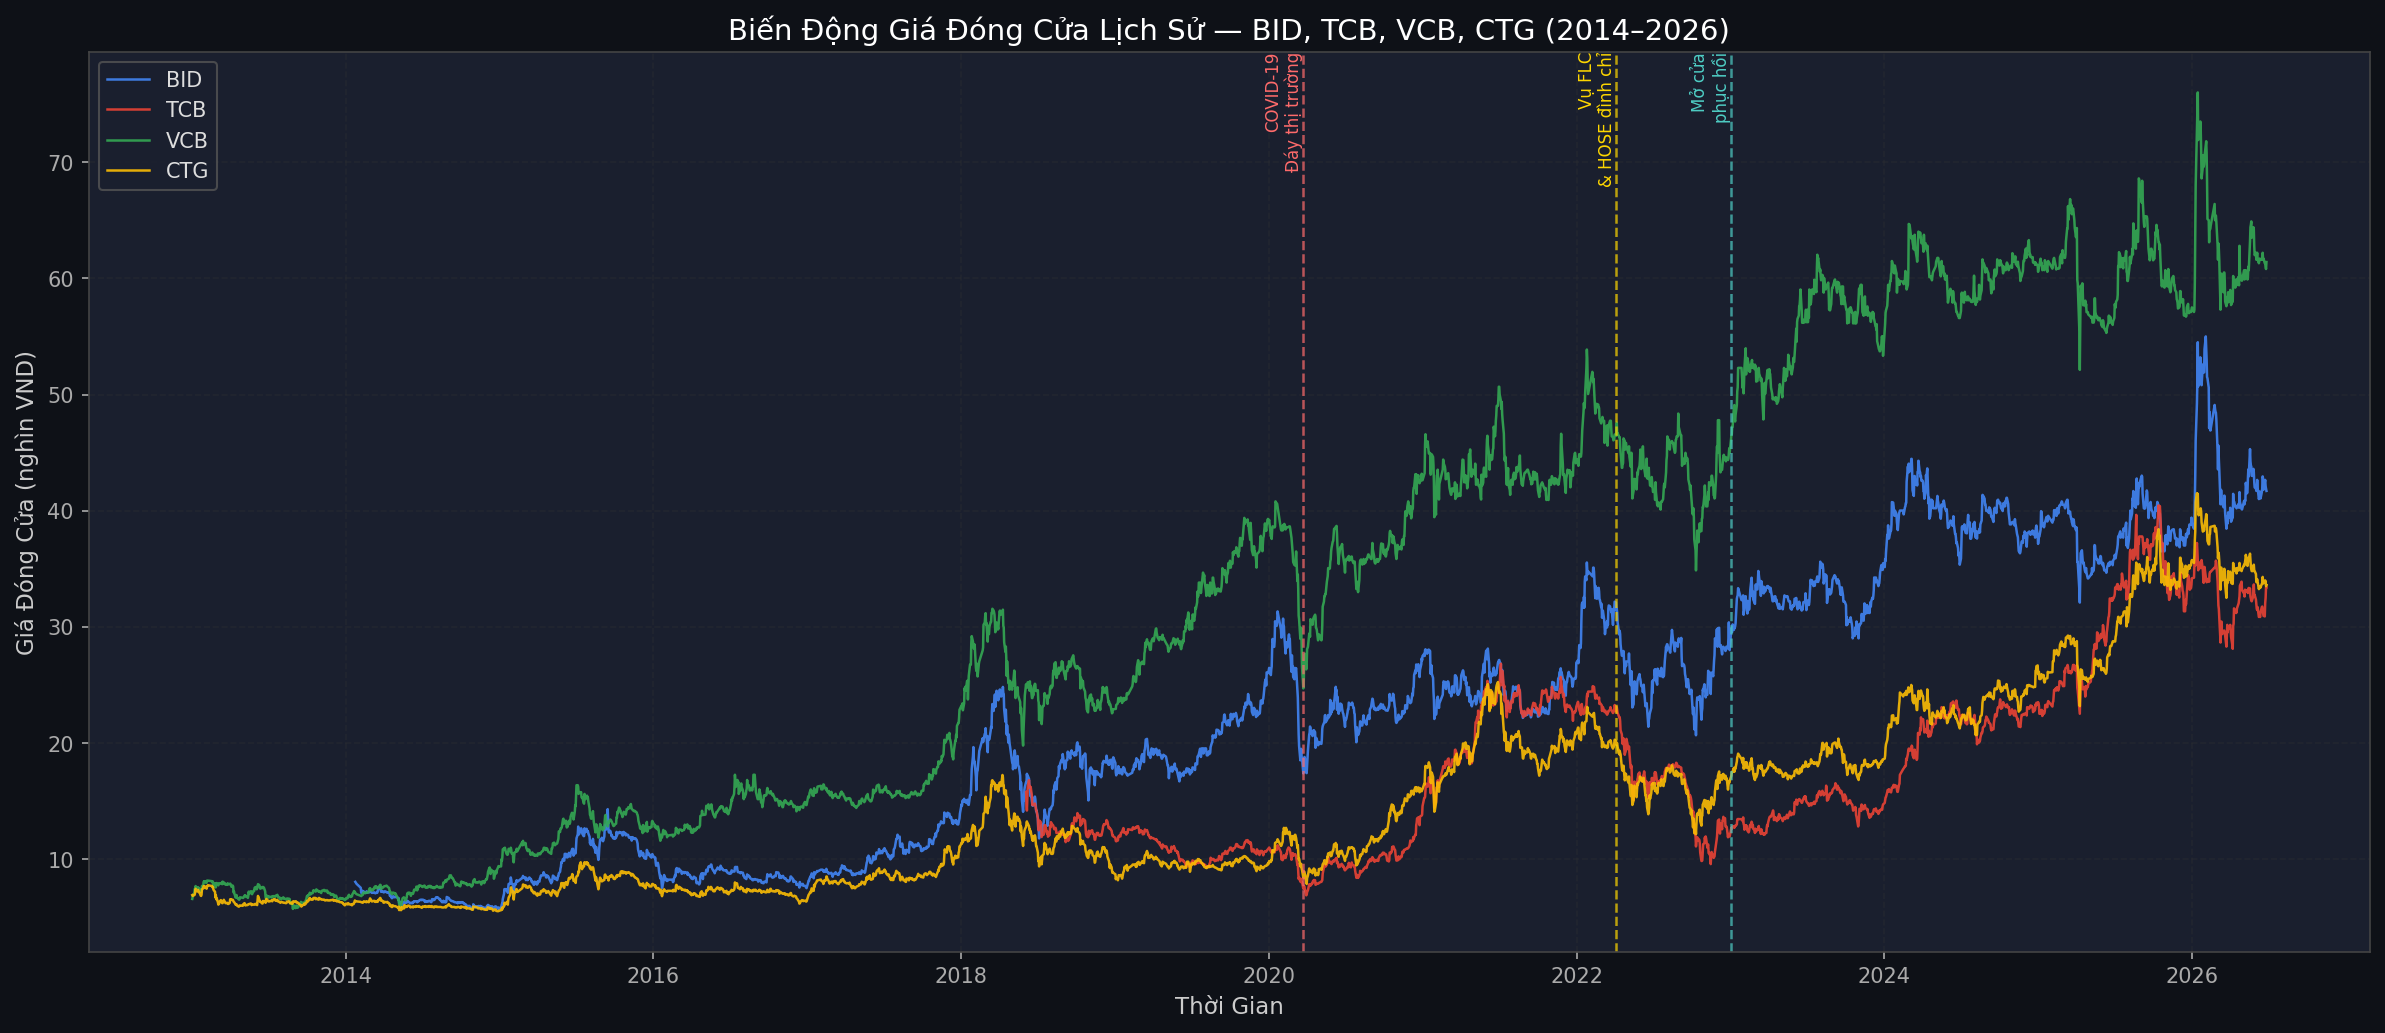 Biến Động Giá Đóng Cửa Lịch Sử — BID, TCB, VCB, CTG (2014–2026)
BID
TCB
VCB
CTG
COVID-19
Đáy thị trường
Vụ FLC
& HOSE đình chỉ
Mở cửa
phục hồi
Giá Đóng Cửa (nghìn VND)
70
60
50
40
30
20
10
2014
2016
2018
2020
2022
2024
2026
Thời Gian